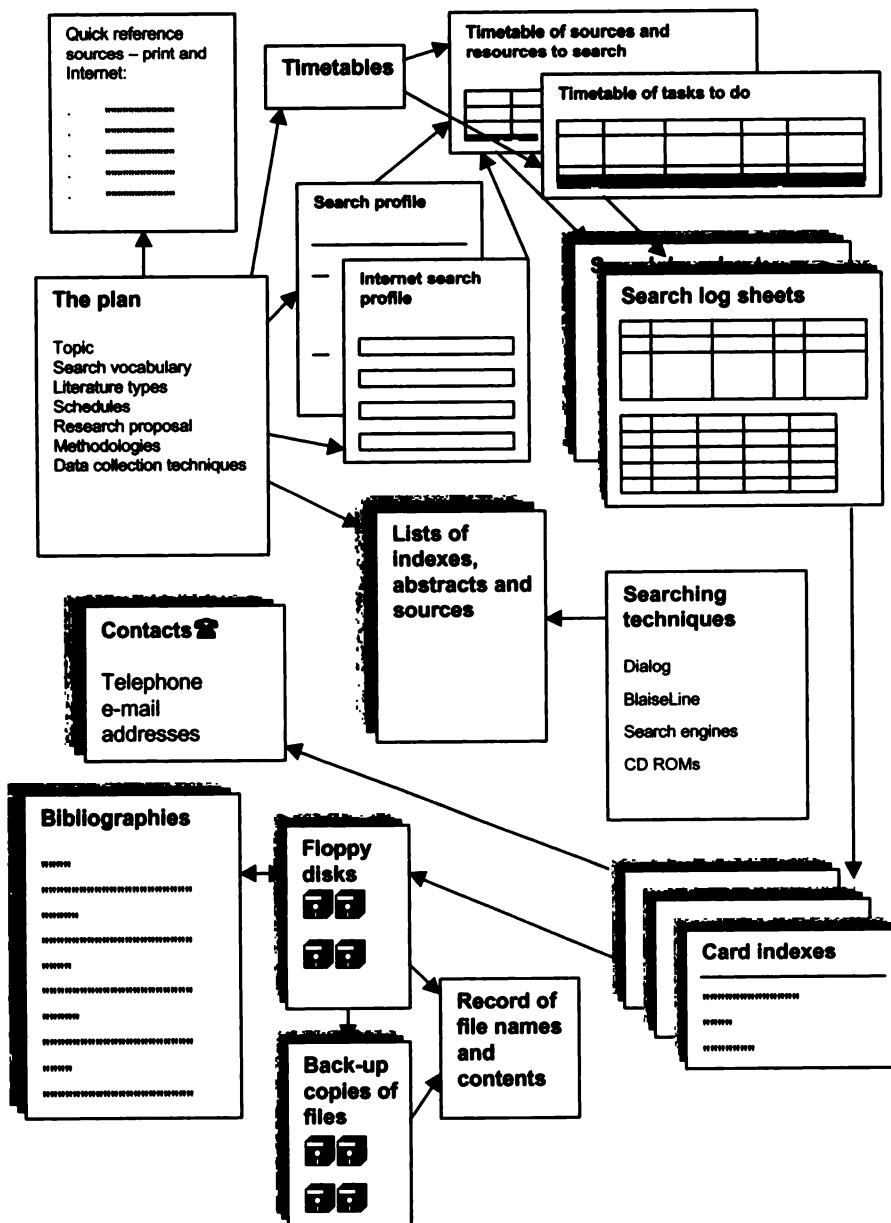 Quick reference
sources – print and
Internet:
Timetables
Timetable of sources and
resources to search
Timetable of tasks to do
Search profile
Internet search
profile
The plan
Topic
Search vocabulary
Literature types
Schedules
Research proposal
Methodologies
Data collection techniques
Search log sheets
Lists of
indexes,
abstracts and
sources
Searching
techniques
Dialog
BlaiseLine
Search engines
CD ROMs
Contacts
Telephone
e-mail
addresses
Bibliographies
Floppy
disks
Card indexes
Record of
file names
and
contents
Back-up
copies of
files